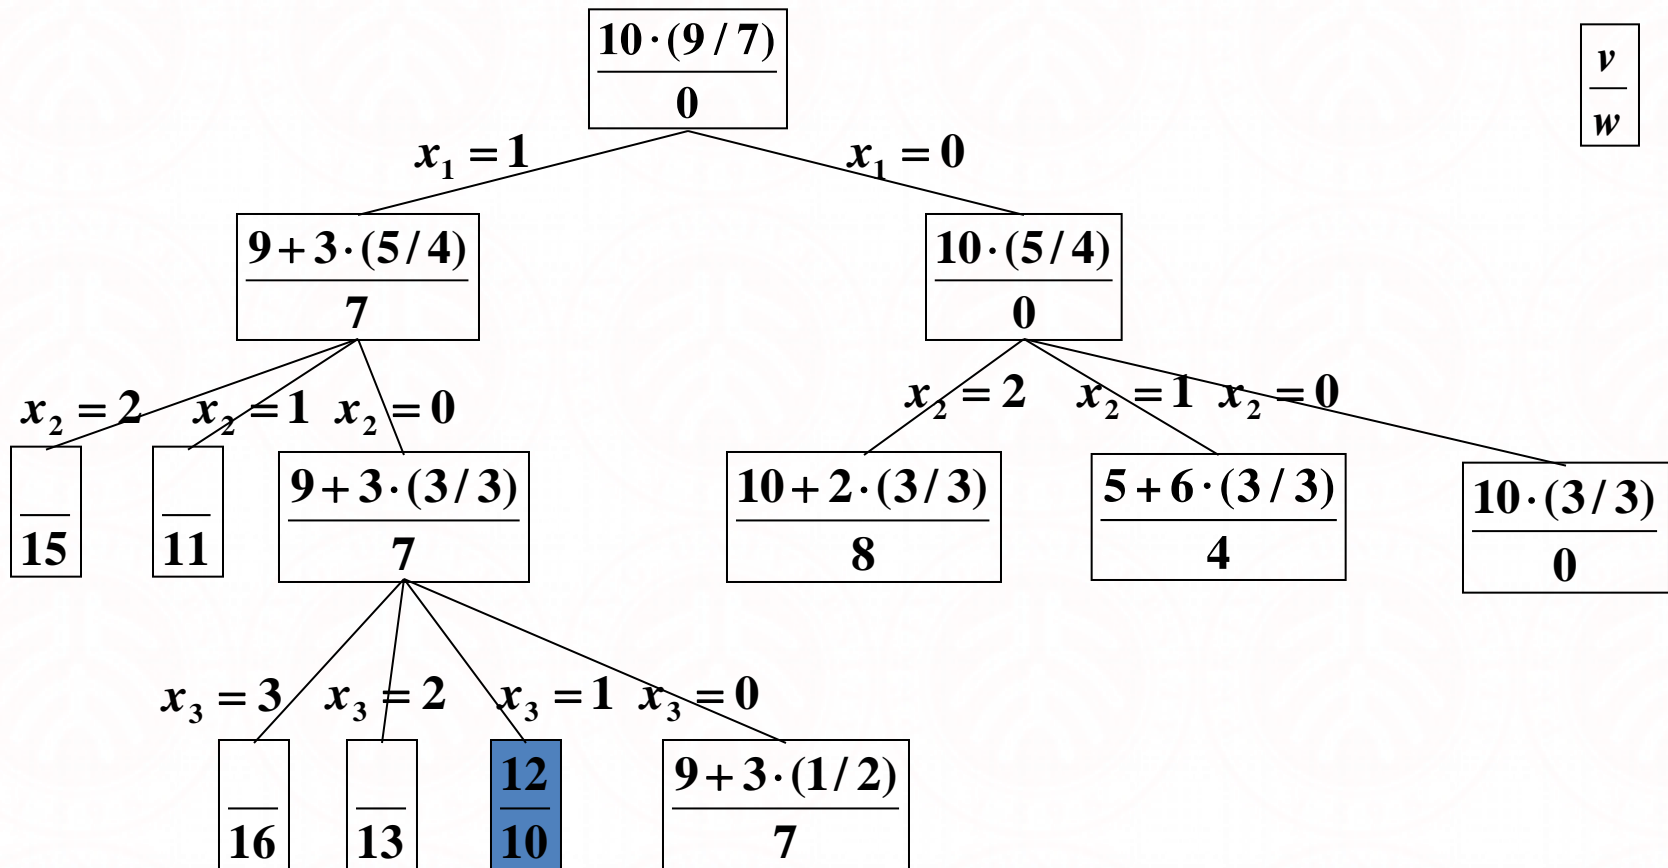 10·(9/7)
0
v
w
x₁ = 1
x₁ = 0
9+3·(5/4)
7
10·(5/4)
0
x₂ = 2
x₂ = 1
x₂ = 0
x₂ = 2
x₂ = 1
x₂ = 0
15
11
9+3·(3/3)
7
10+2·(3/3)
8
5+6·(3/3)
4
10·(3/3)
0
x₃ = 3
x₃ = 2
x₃ = 1
x₃ = 0
16
13
12
10
9+3·(1/2)
7